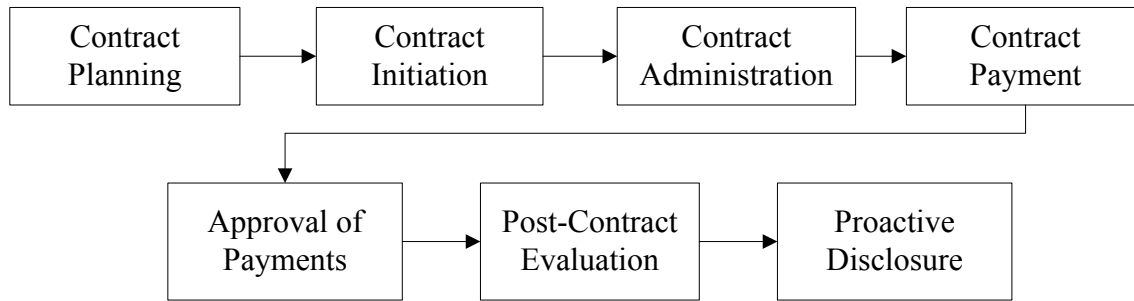 Contract
Planning
Contract
Initiation
Contract
Administration
Contract
Payment
Approval of
Payments
Post-Contract
Evaluation
Proactive
Disclosure